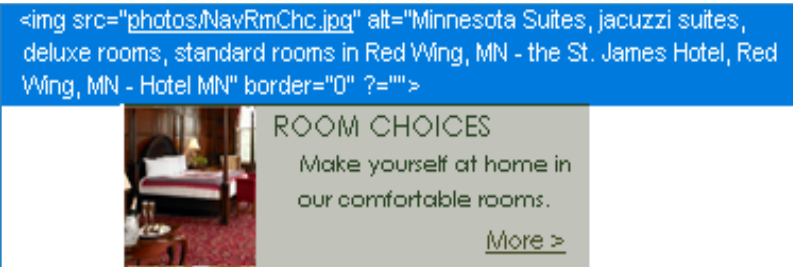 <img src="photos/NavRmChc.jpg" alt="Minnesota Suites, jacuzzi suites,
deluxe rooms, standard rooms in Red Wing, MN - the St. James Hotel, Red
Wing, MN - Hotel MN" border="0" ?="">
ROOM CHOICES
Make yourself at home in
our comfortable rooms.
More >